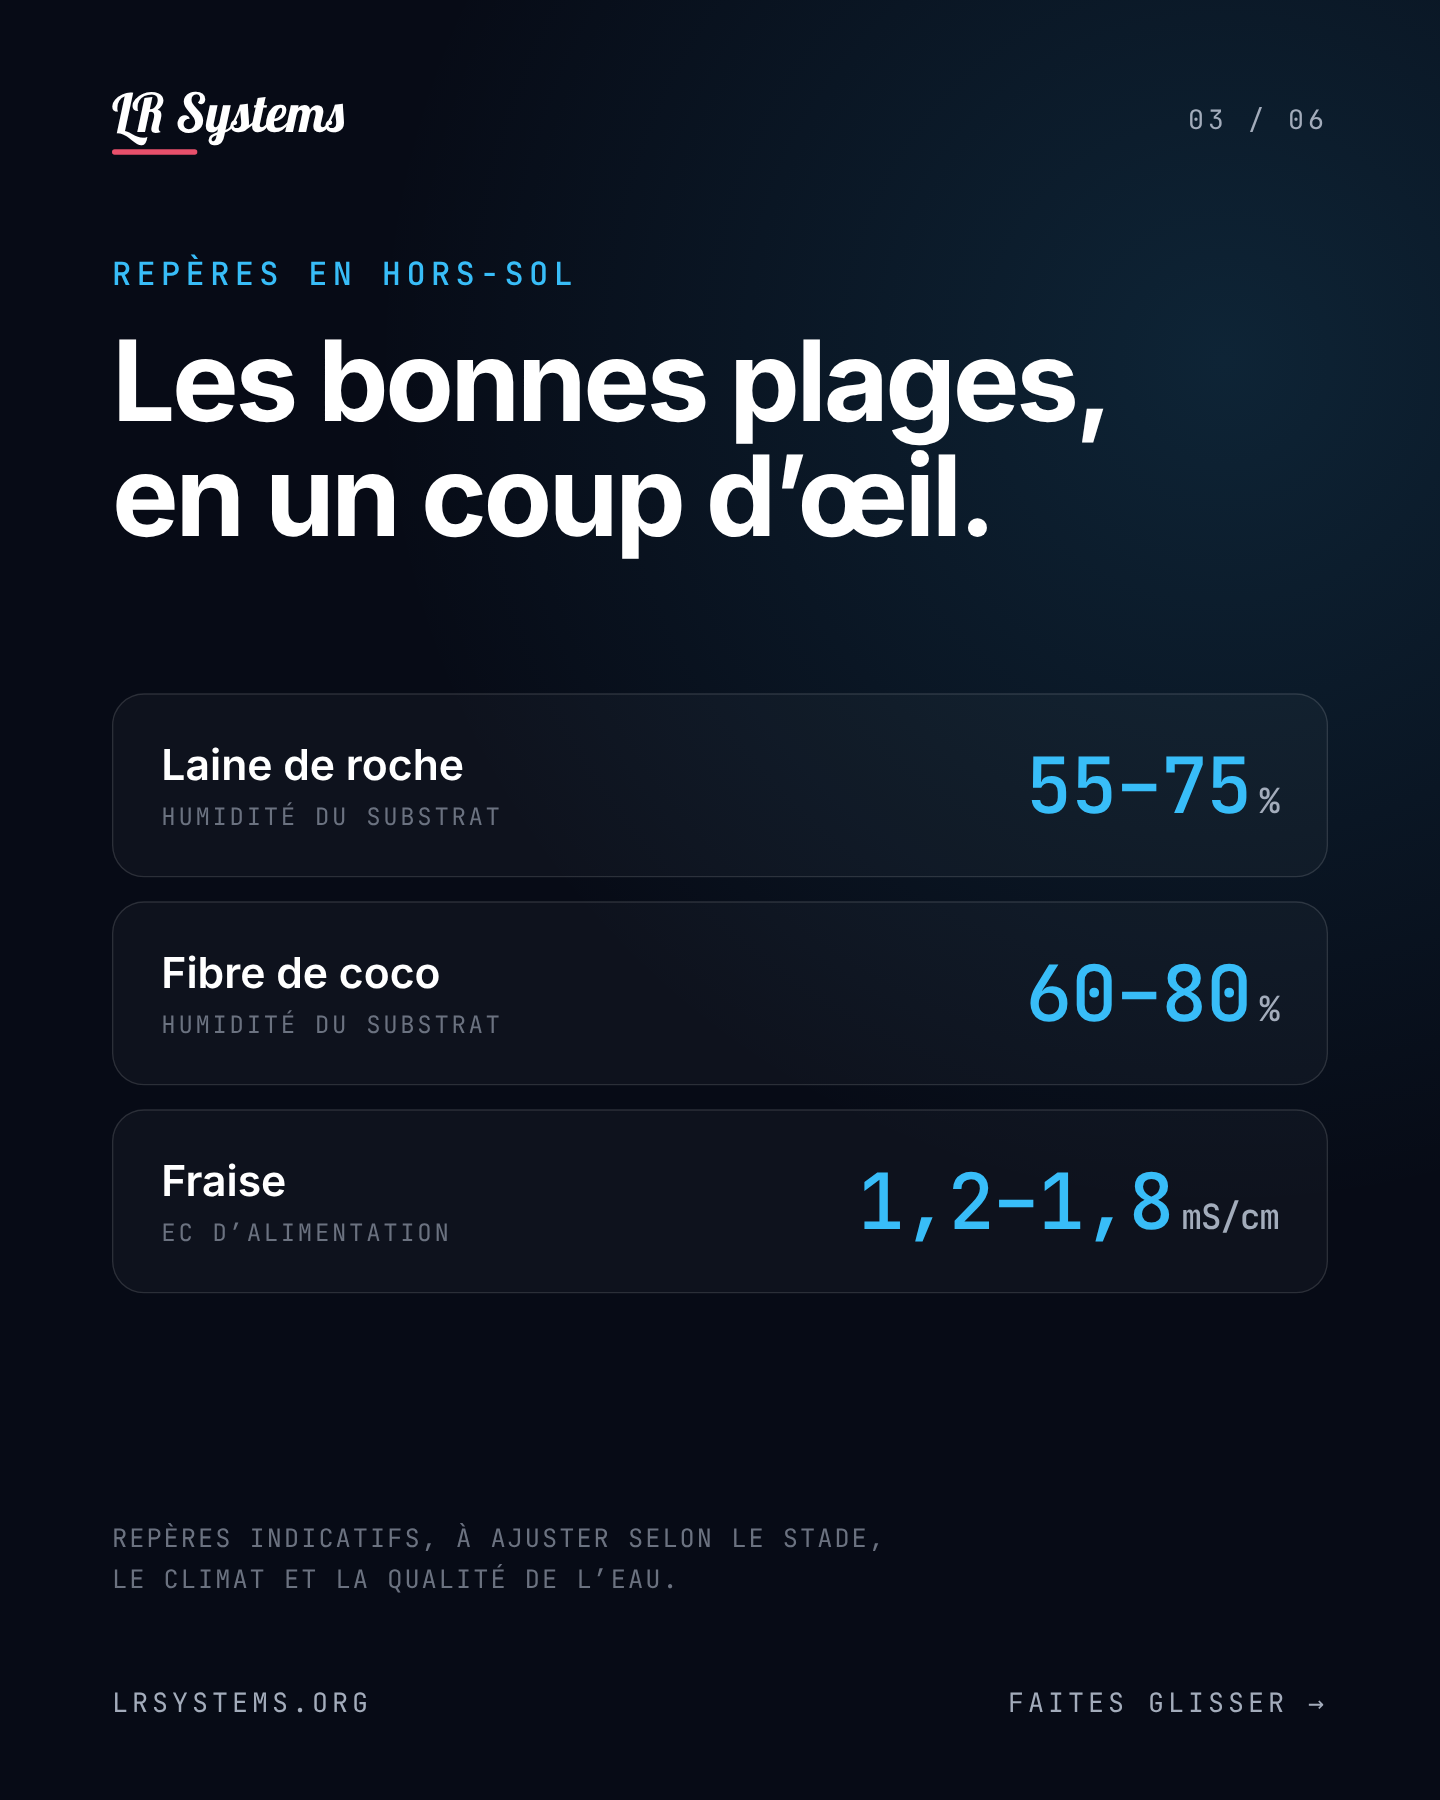 LR Systems
03 / 06
REPÈRES EN HORS-SOL
Les bonnes plages,
en un coup d’œil.
Laine de roche
55–75 %
HUMIDITÉ DU SUBSTRAT
Fibre de coco
60–80 %
HUMIDITÉ DU SUBSTRAT
Fraise
1,2–1,8 mS/cm
EC D’ALIMENTATION
REPÈRES INDICATIFS, À AJUSTER SELON LE STADE,
LE CLIMAT ET LA QUALITÉ DE L’EAU.
LRSYSTEMS.ORG
FAITES GLISSER →